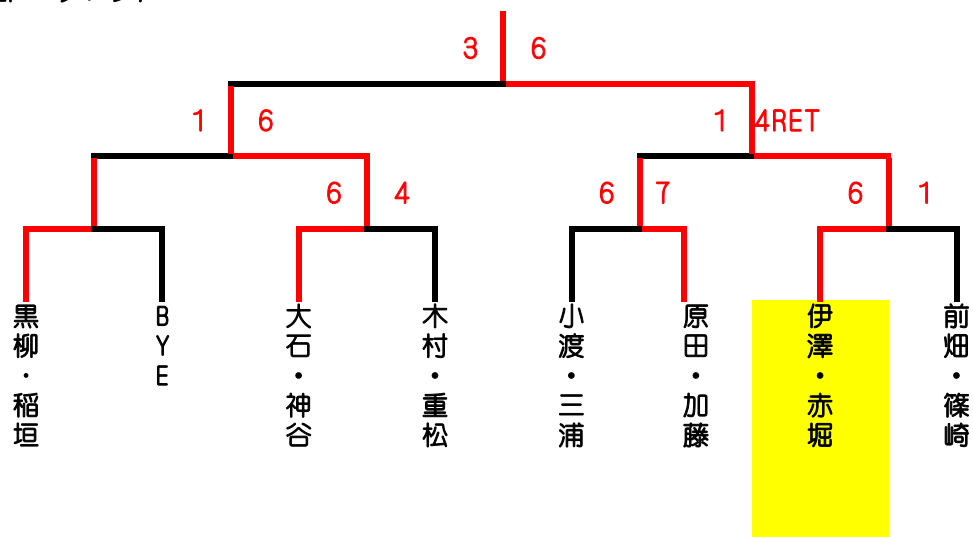 3 6
1 6
1 4RET
6 4
6 7
6 1
黒柳・稲垣
BYE
大石・神谷
木村・重松
小渡・三浦
原田・加藤
伊澤・赤堀
前畑・篠崎